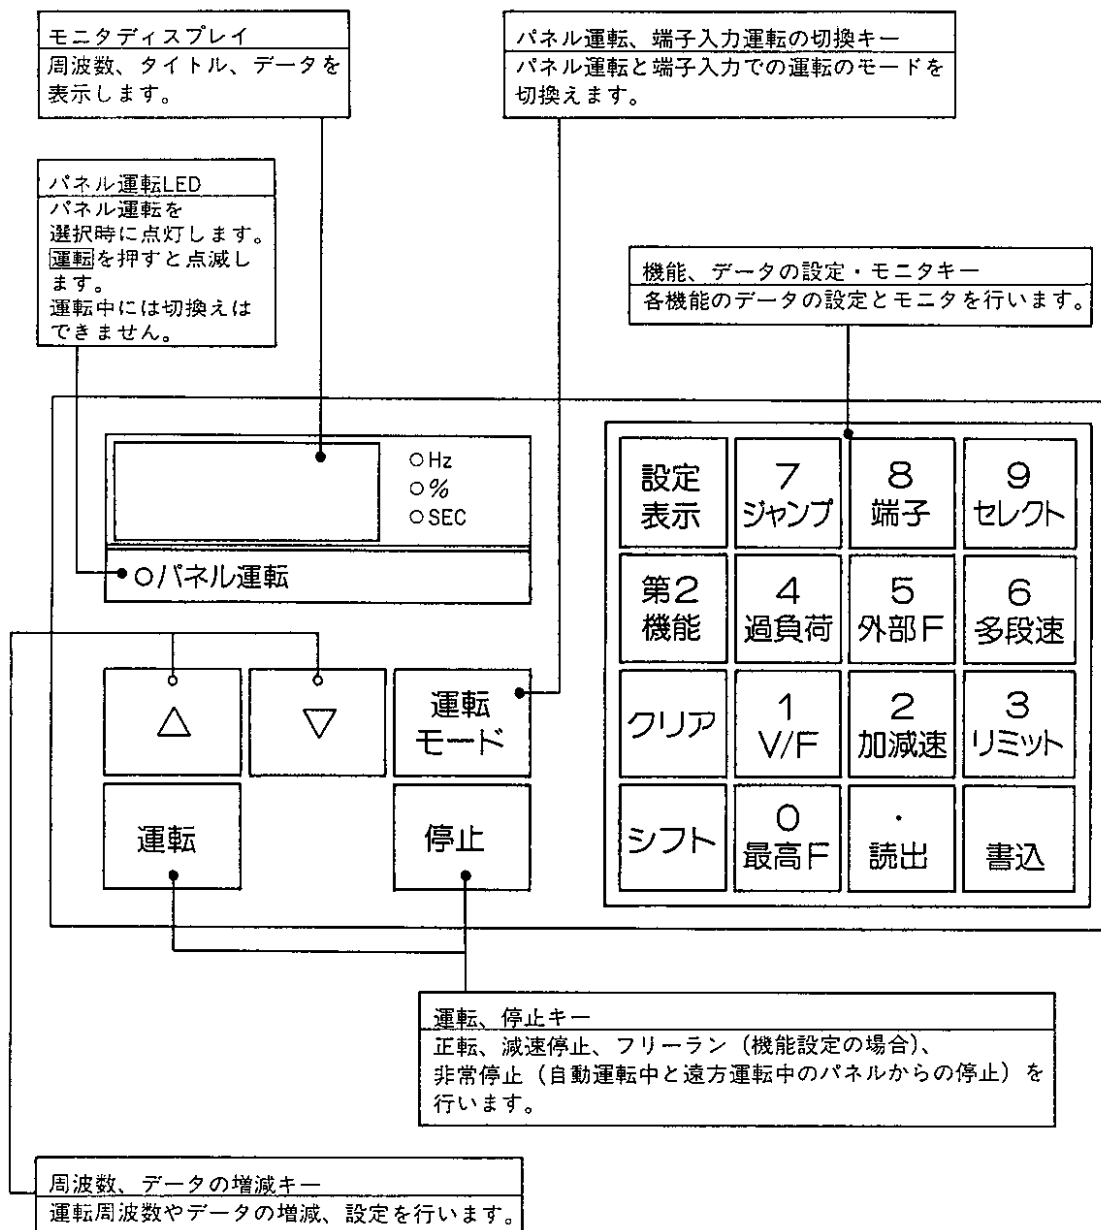 モニタディスプレイ
周波数、タイトル、データを
表示します。
パネル運転、端子入力運転の切換キー
パネル運転と端子入力での運転のモードを
切換えます。
パネル運転LED
パネル運転を
選択時に点灯します。
運転を押すと点滅し
ます。
運転中には切換えは
できません。
機能、データの設定・モニタキー
各機能のデータの設定とモニタを行います。
○Hz
○%
○SEC
○パネル運転
△
▽
運転
モード
運転
停止
設定
表示
7
ジャンプ
8
端子
9
セレクト
第2
機能
4
過負荷
5
外部F
6
多段速
クリア
1
V/F
2
加減速
3
リミット
シフト
0
最高F
・
読出
書込
運転、停止キー
正転、減速停止、フリーラン（機能設定の場合）、
非常停止（自動運転中と遠方運転中のパネルからの停止）を
行います。
周波数、データの増減キー
運転周波数やデータの増減、設定を行います。